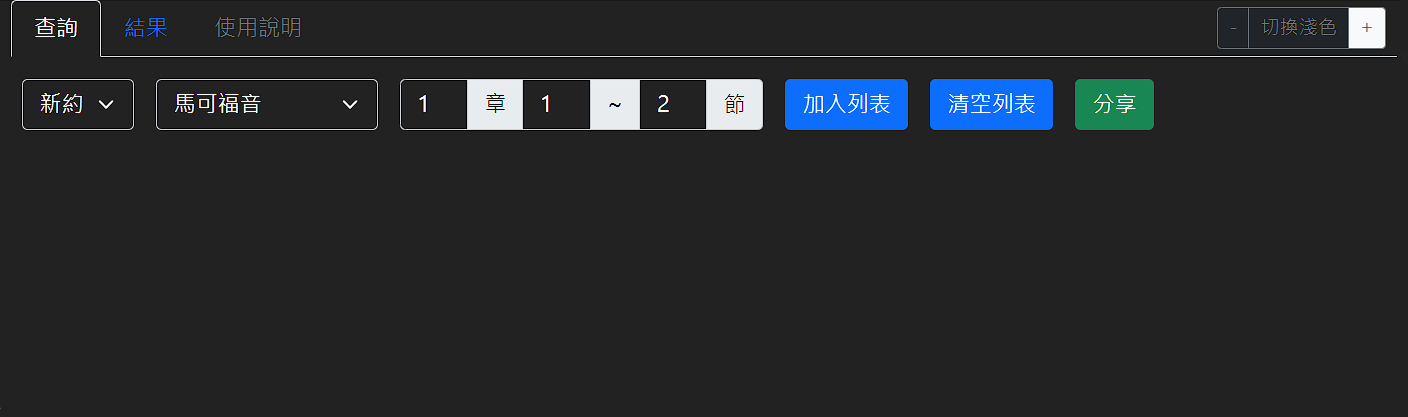 查詢 結果 使用說明 - 切換淺色 +
新約 馬可福音 1 章 1 ~ 2 節 加入列表 清空列表 分享